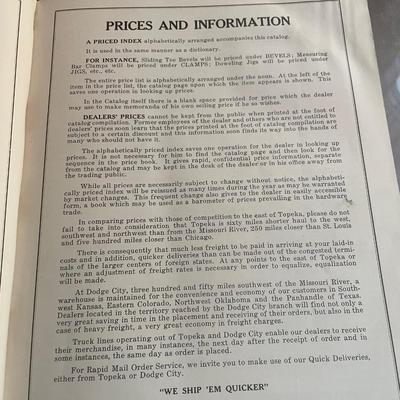 PRICES AND INFORMATION
A PRICED INDEX alphabetically arranged accompanies this catalog.
It is used in the same manner as a dictionary.
FOR INSTANCE, Sliding Tee Bevels will be priced under BEVELS; Measuring
Bar Clamps will be priced under CLAMPS; Doweling Jigs will be priced under
JIGS, etc., etc.
The entire price list is alphabetically arranged under the noun. At the left of the
item in the price list, the catalog page upon which the item appears is shown. This
saves one operation in looking up prices.
In the Catalog itself there is a blank space provided for which the dealer
may use to make memoranda of his own selling price if he so wishes.
DEALERS' PRICES cannot be kept from the public when printed at the foot of
catalog compilation. Former employees of the dealer and others who are not entitled to
dealers' prices soon learn that the prices printed at the foot of catalog compilation are
subject to a certain discount and this information soon finds its way into the hands of
many who should not have it.
The alphabetically priced index saves one operation for the dealer in looking up
prices. It is not necessary for him to find the catalog page and then look for the
sequence in the price book. It gives rapid, confidential price information, separate
from the catalog and may be kept in the desk of the dealer or in his office away from
the trading public.
While all prices are necessarily subject to change without notice, the alphabeti-
cally priced index will be reissued as many times during the year as may be warranted
by market changes. This frequent change also gives to the dealer in easily accessible
form, a book which may be used as a barometer of prices prevailing in the hardware
trade.
In comparing prices with those of competition to the east of Topeka, please do not
fail to take into consideration that Topeka is sixty miles shorter haul to the west,
southwest and northwest than from the Missouri River, 250 miles closer than St. Louis
and five hundred miles closer than Chicago.
There is consequently that much less freight to be paid in arriving at your laid-in
costs and in addition, quicker deliveries than can be made out of the congested termi-
nals of the larger centers of foreign states. At any points to the east of Topeka or
where an adjustment of freight rates is necessary in order to equalize, equalization
will be made.
At Dodge City, three hundred and fifty miles southwest of the Missouri River, a
warehouse is maintained for the convenience and economy of our customers in South-
west Kansas, Eastern Colorado, Northwest Oklahoma and the Panhandle of Texas.
Dealers located in the territory reached by the Dodge City branch will find not only a
very great saving in time in the placement and receiving of their orders, but also in the
case of heavy freight, a very great economy in freight charges.
Truck lines operating out of Topeka and Dodge City enable our dealers to receive
their merchandise, in many instances, the next day after the receipt of order and in
some instances, the same day as order is placed.
For Rapid Mail Order Service, we invite you to make use of our Quick Deliveries,
either from Topeka or Dodge City.
"WE SHIP 'EM QUICKER"